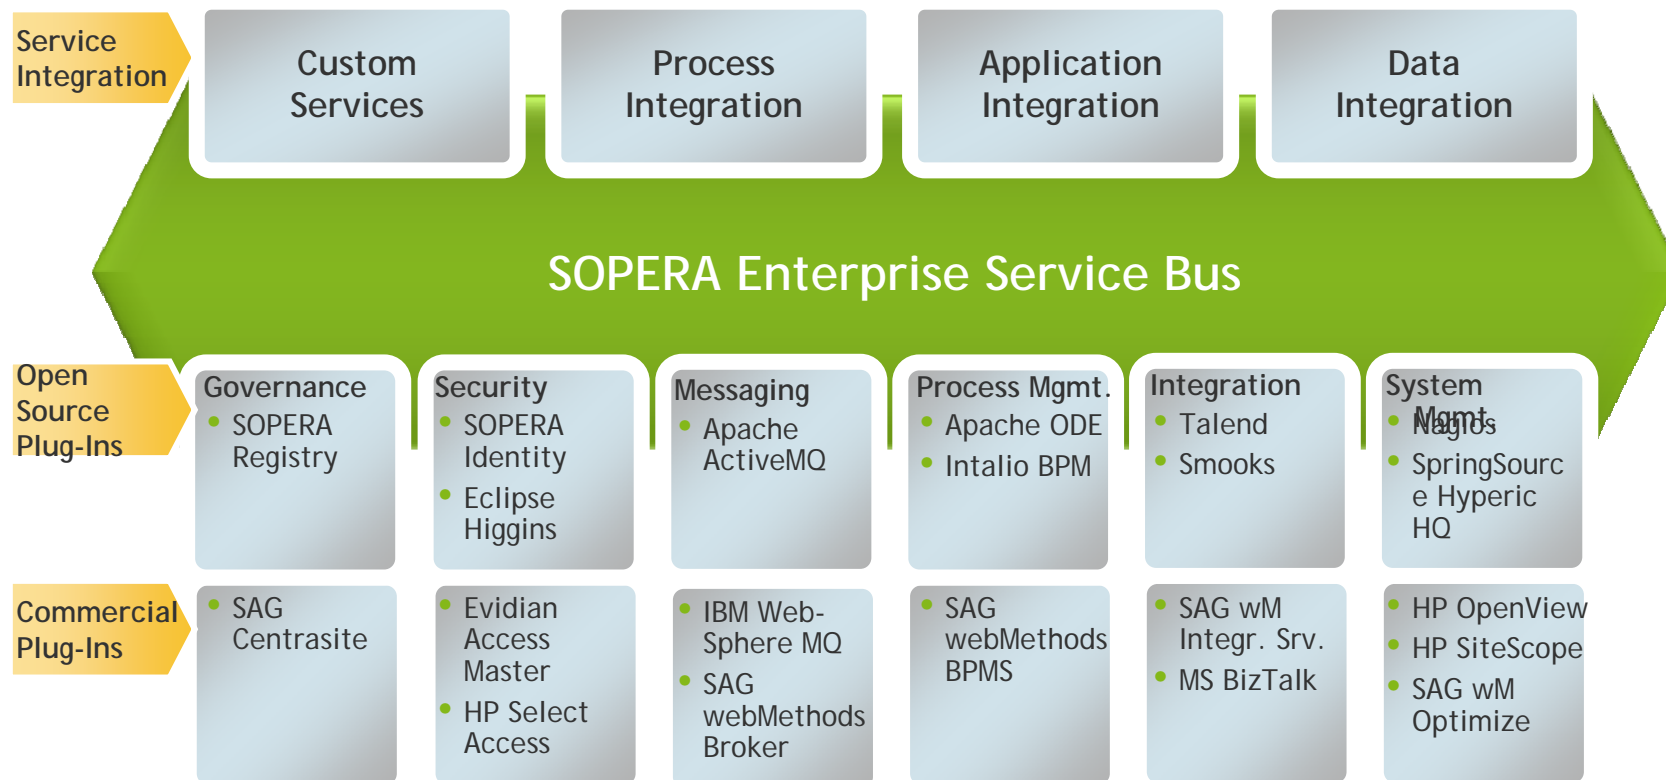 Service
Integration
Custom
Services
Process
Integration
Application
Integration
Data
Integration
SOPERA Enterprise Service Bus
Open
Source
Plug-Ins
Governance
• SOPERA
Registry
Security
• SOPERA
Identity
• Eclipse
Higgins
Messaging
• Apache
ActiveMQ
Process Mgmt.
• Apache ODE
• Intalio BPM
Integration
• Talend
• Smooks
System
Mgmt.
• Nagios
• SpringSourc
e Hyperic
HQ
Commercial
Plug-Ins
• SAG
Centrasite
• Evidian
Access
Master
• HP Select
Access
• IBM Web-
Sphere MQ
• SAG
webMethods
Broker
• SAG
webMethods
BPMS
• SAG wM
Integr. Srv.
• MS BizTalk
• HP OpenView
• HP SiteScope
• SAG wM
Optimize